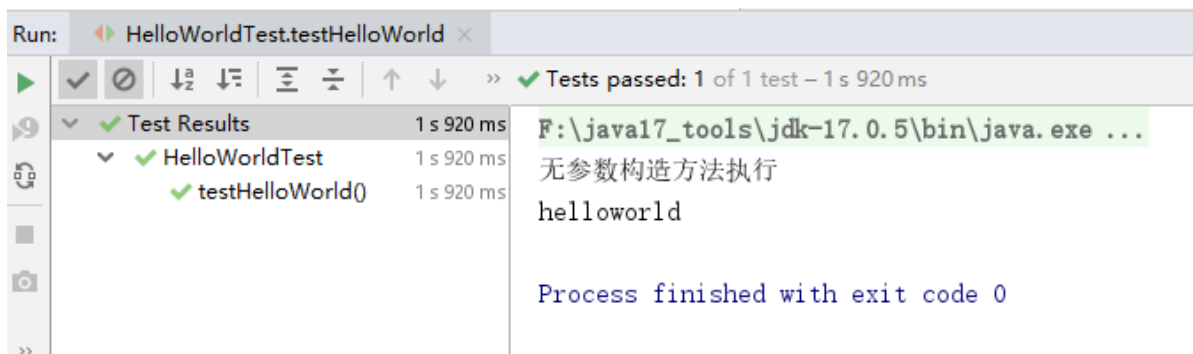 Run: HelloWorldTest.testHelloWorld
Tests passed: 1 of 1 test – 1 s 920 ms
Test Results 1 s 920 ms
HelloWorldTest 1 s 920 ms
testHelloWorld() 1 s 920 ms
F:\java17_tools\jdk-17.0.5\bin\java.exe ...
无参数构造方法执行
helloworld
Process finished with exit code 0